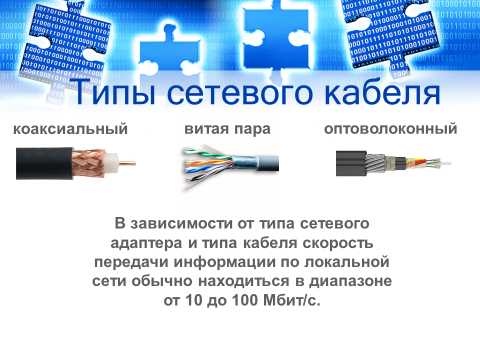 Типы сетевого кабеля
коаксиальный витая пара оптоволоконный
В зависимости от типа сетевого
адаптера и типа кабеля скорость
передачи информации по локальной
сети обычно находиться в диапазоне
от 10 до 100 Мбит/с.